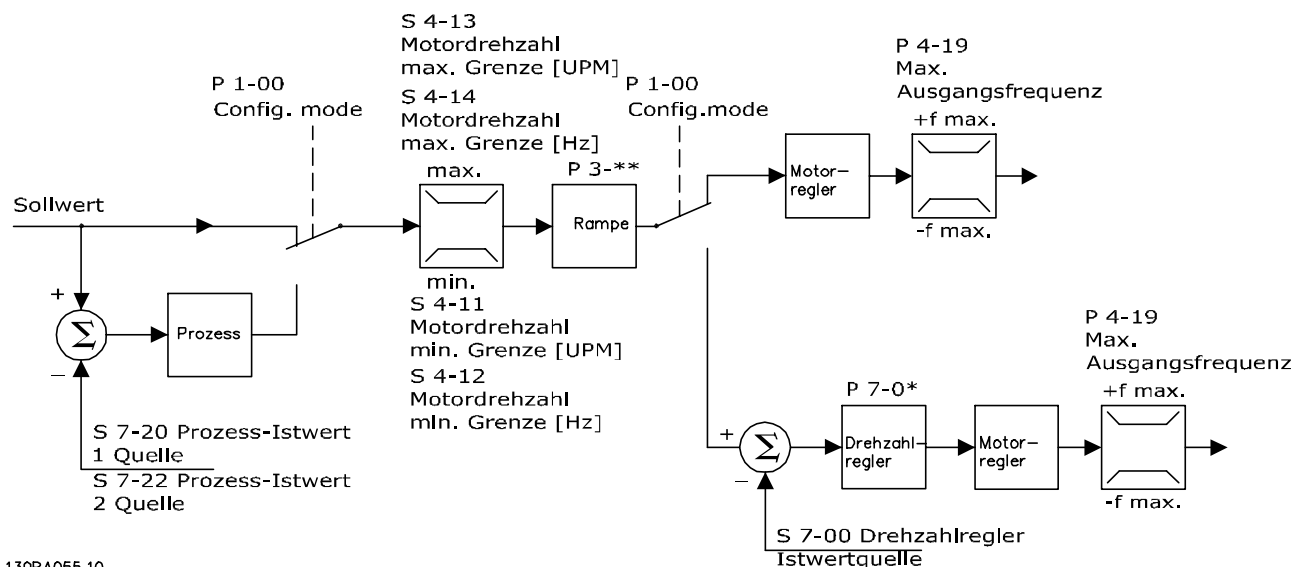 S 4-13
Motordrehzahl
max. Grenze [UPM]
S 4-14
Motordrehzahl
max. Grenze [Hz]
P 1-00
Config. mode
P 1-00
Config.mode
P 4-19
Max.
Ausgangsfrequenz
+f max.
Motor-
regler
-f max.
max.
P 3-**
Rampe
min.
Sollwert
+
Σ
−
Prozess
S 4-11
Motordrehzahl
min. Grenze [UPM]
S 4-12
Motordrehzahl
min. Grenze [Hz]
S 7-20 Prozess-Istwert
1 Quelle
S 7-22 Prozess-Istwert
2 Quelle
P 4-19
Max.
Ausgangsfrequenz
+f max.
P 7-0*
+
Σ
−
Drehzahl-
regler
Motor-
regler
-f max.
S 7-00 Drehzahlregler
Istwertquelle
130BA055.10